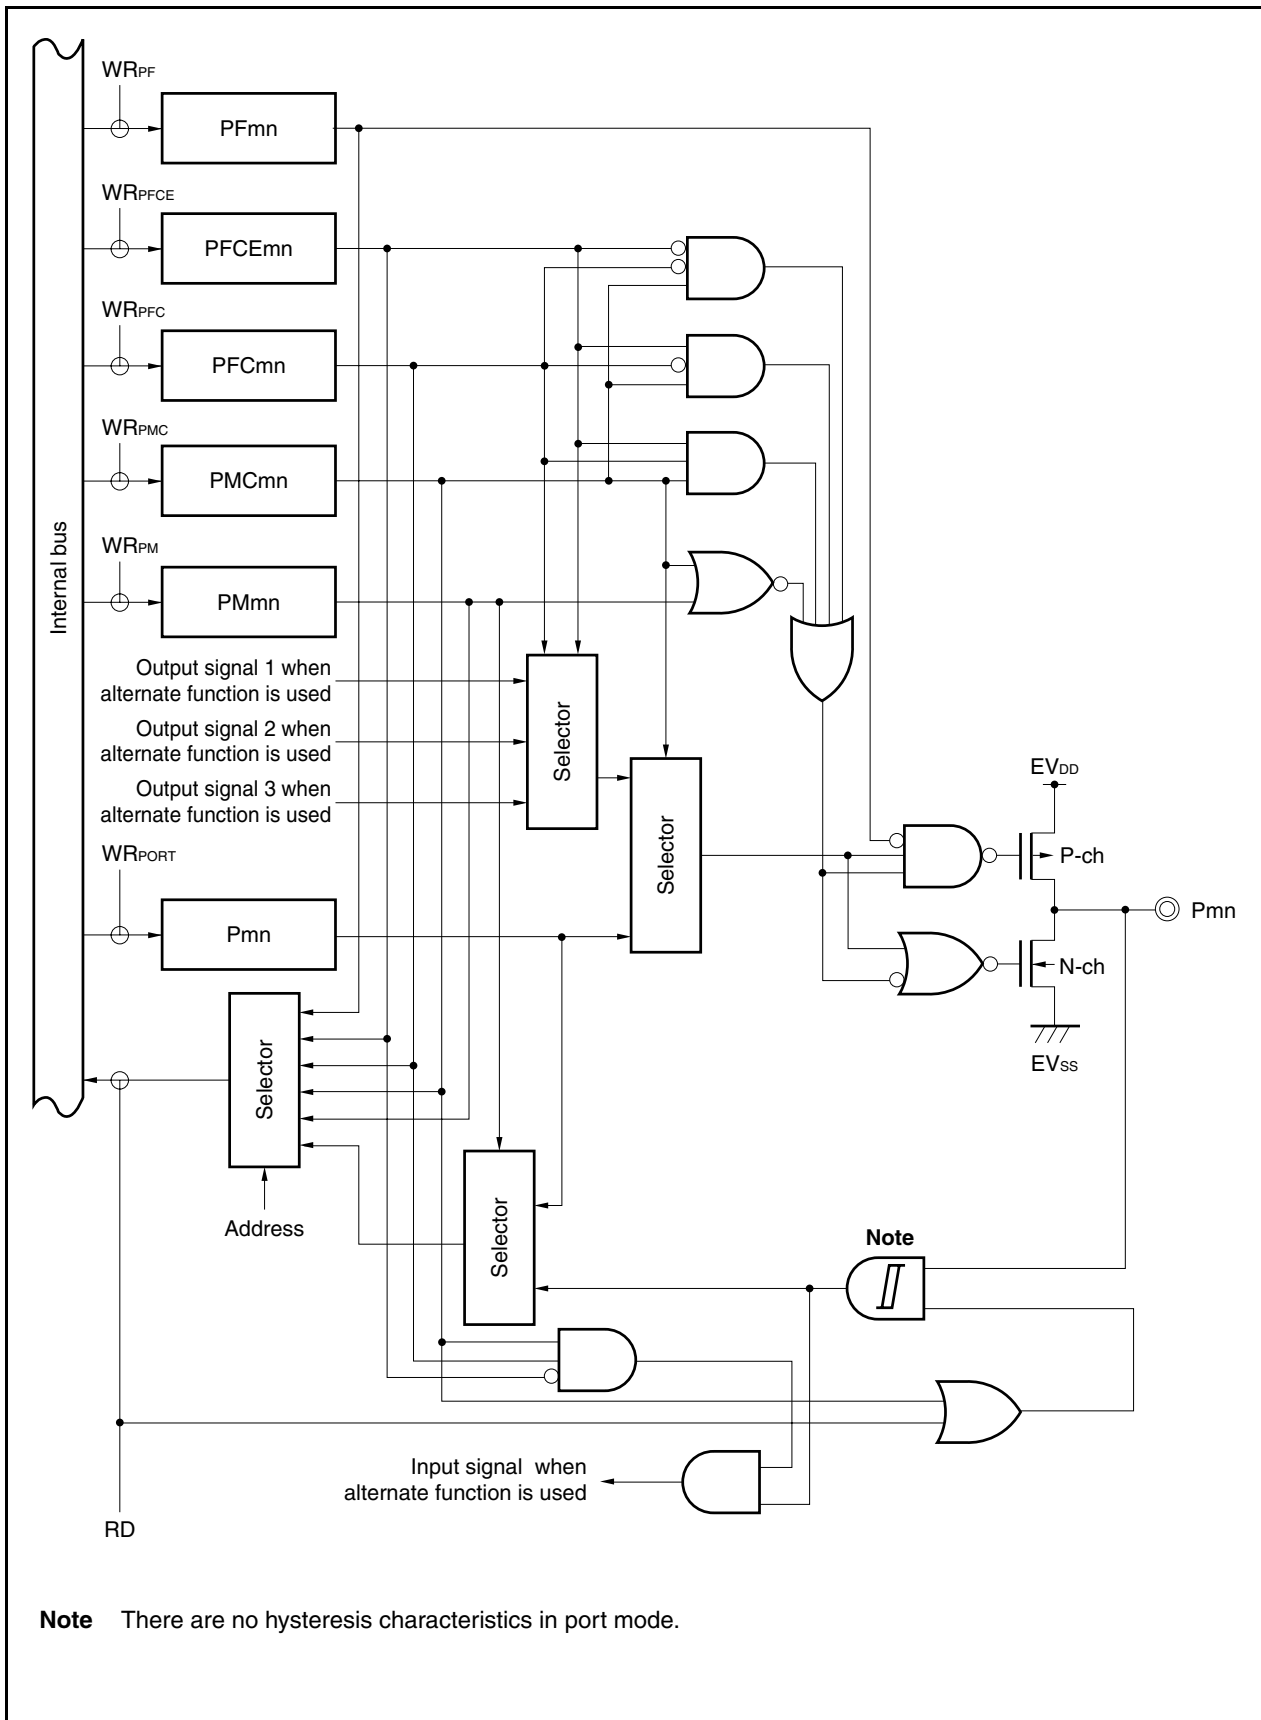 WRPF
PFmn
WRPFCE
PFCEmn
WRPFC
PFCmn
WRPMC
PMCmn
Internal bus
WRPM
PMmn
Output signal 1 when
alternate function is used
Output signal 2 when
alternate function is used
Output signal 3 when
alternate function is used
Selector
Selector
EVDD
P-ch
WRPORT
Pmn
Pmn
N-ch
EVSS
Selector
Address
Selector
Note
Input signal when
alternate function is used
RD
Note There are no hysteresis characteristics in port mode.